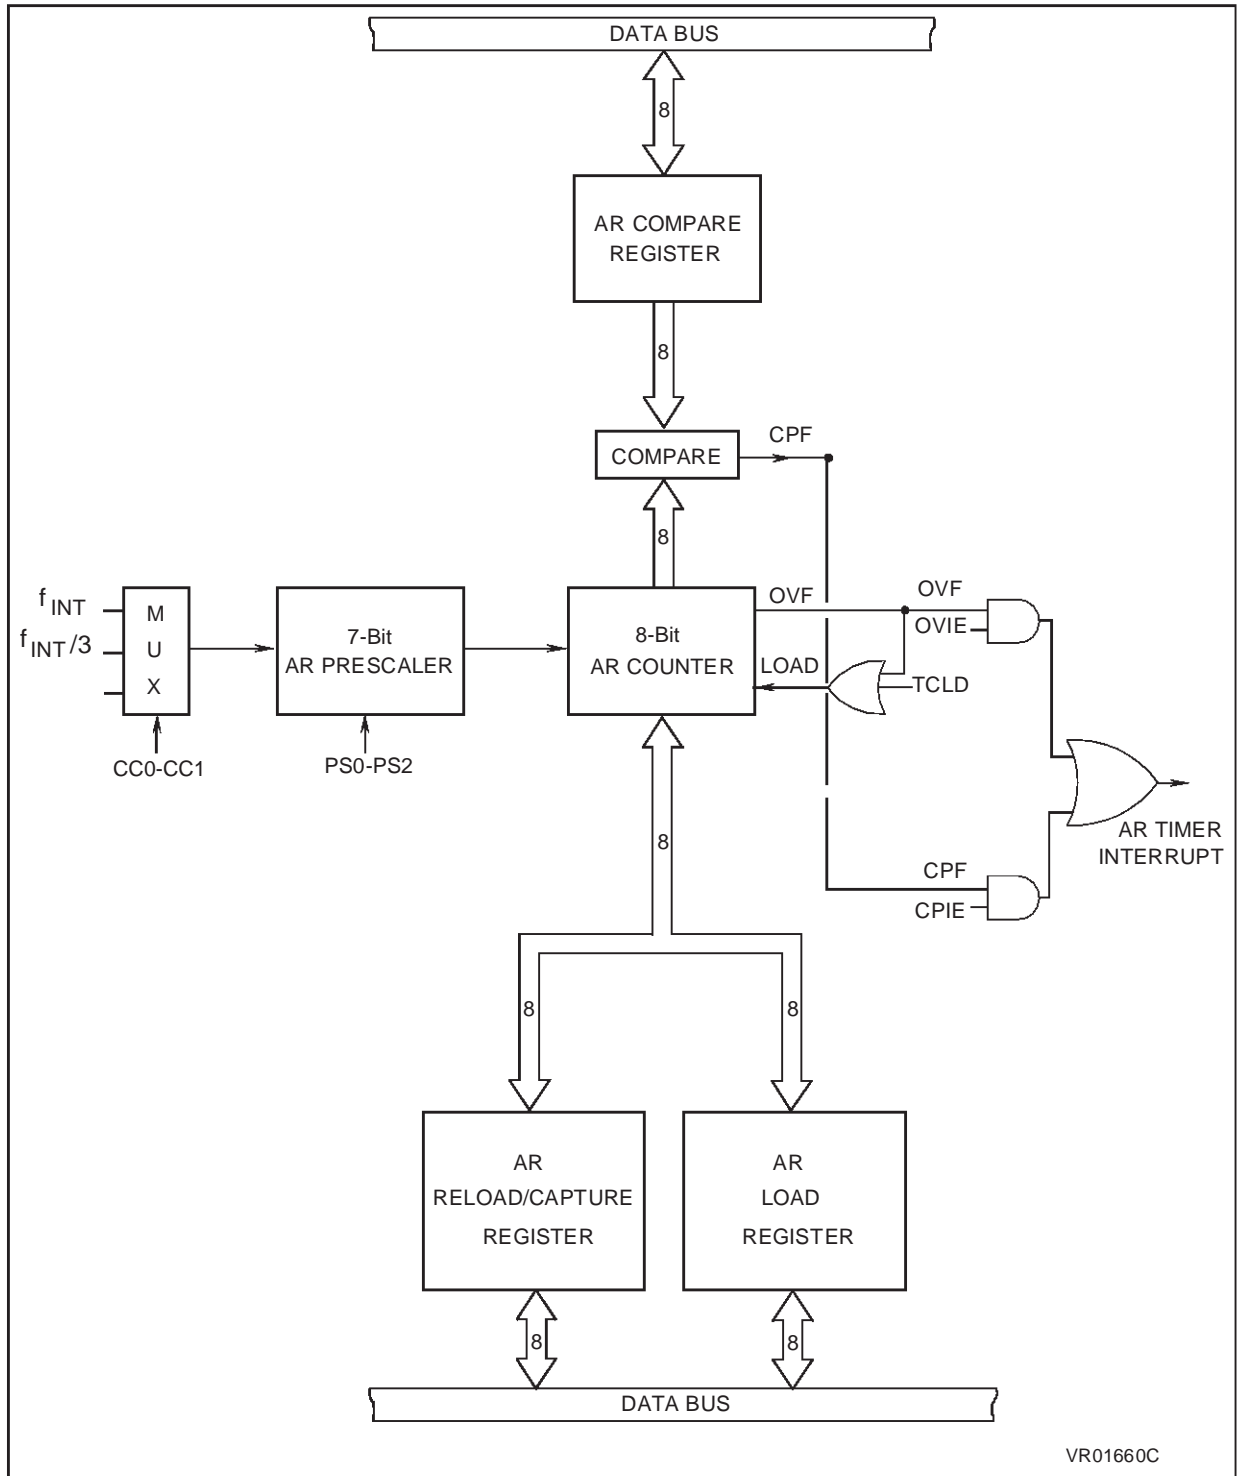 DATA BUS
8
AR COMPARE
REGISTER
8
COMPARE
CPF
8
f INT
f INT /3
M
U
X
CC0-CC1
7-Bit
AR PRESCALER
PS0-PS2
8-Bit
AR COUNTER
OVF
OVF
OVIE
LOAD
TCLD
AR TIMER
INTERRUPT
CPF
CPIE
8
8
8
AR
RELOAD/CAPTURE
REGISTER
AR
LOAD
REGISTER
8
8
DATA BUS
VR01660C